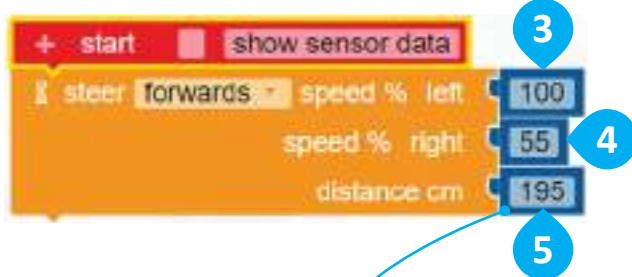 3
+ start show sensor data
steer forwards speed % left 100
speed % right 55 4
distance cm 195
5